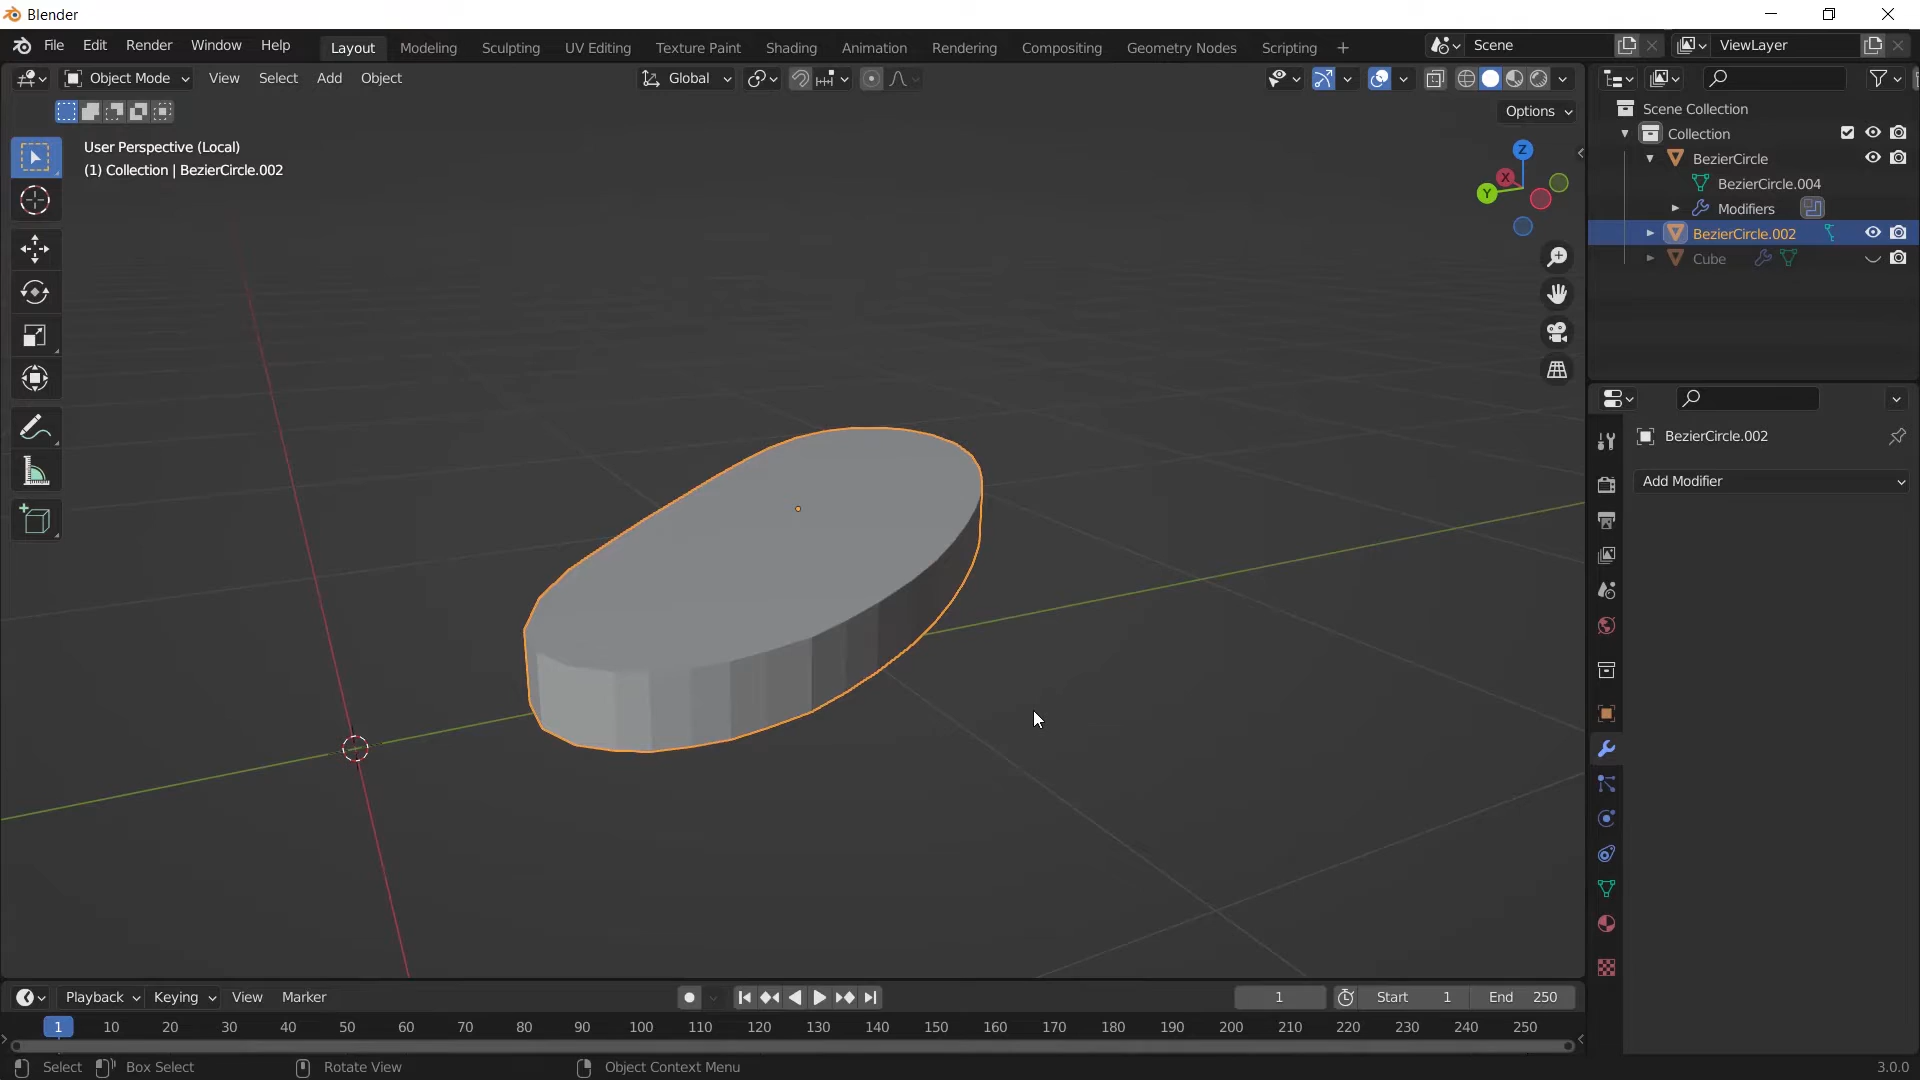 Blender
File Edit Render Window Help Layout Modeling Sculpting UV Editing Texture Paint Shading Animation Rendering Compositing Geometry Nodes Scripting + Scene ViewLayer
Object Mode View Select Add Object Global
Options
User Perspective (Local)
(1) Collection | BezierCircle.002
Z
X
Y
Scene Collection
Collection
BezierCircle
BezierCircle.004
Modifiers
BezierCircle.002
Cube
BezierCircle.002
Add Modifier
Playback Keying View Marker 1 Start 1 End 250
1 10 20 30 40 50 60 70 80 90 100 110 120 130 140 150 160 170 180 190 200 210 220 230 240 250
Select Box Select Rotate View Object Context Menu 3.0.0